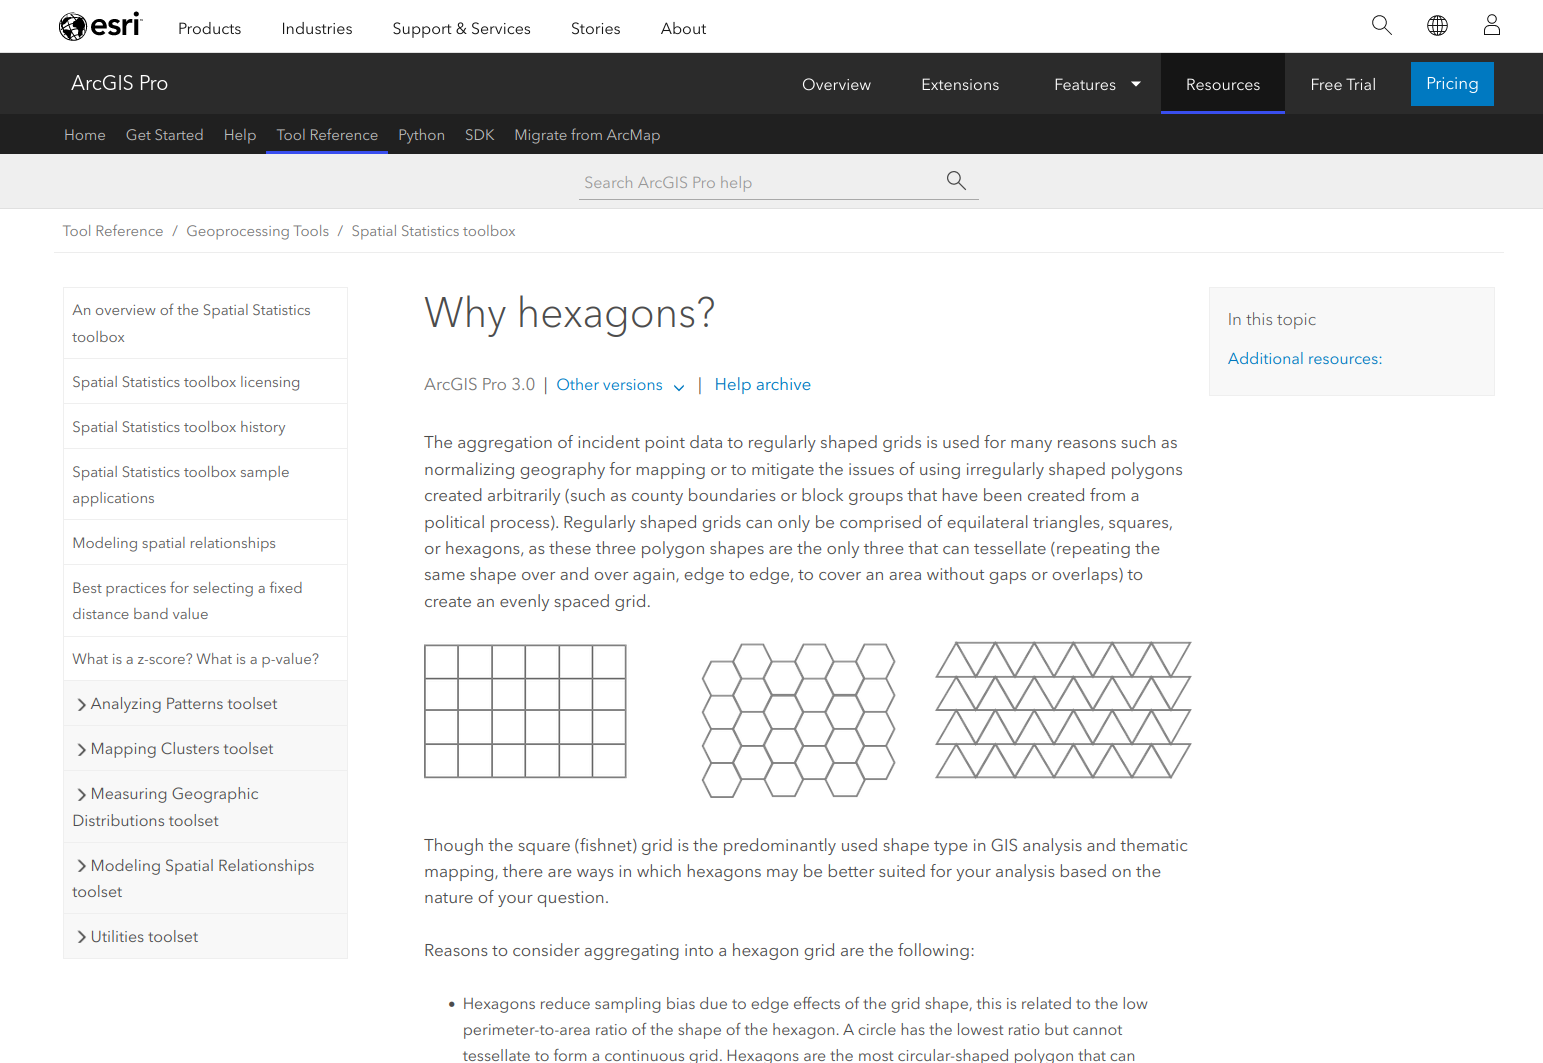 esri
Products
Industries
Support & Services
Stories
About
ArcGIS Pro
Overview
Extensions
Features
Resources
Free Trial
Pricing
Home
Get Started
Help
Tool Reference
Python
SDK
Migrate from ArcMap
Search ArcGIS Pro help
Tool Reference / Geoprocessing Tools / Spatial Statistics toolbox
An overview of the Spatial Statistics
toolbox
Spatial Statistics toolbox licensing
Spatial Statistics toolbox history
Spatial Statistics toolbox sample
applications
Modeling spatial relationships
Best practices for selecting a fixed
distance band value
What is a z-score? What is a p-value?
Analyzing Patterns toolset
Mapping Clusters toolset
Measuring Geographic
Distributions toolset
Modeling Spatial Relationships
toolset
Utilities toolset
Why hexagons?
ArcGIS Pro 3.0 | Other versions | Help archive
The aggregation of incident point data to regularly shaped grids is used for many reasons such as
normalizing geography for mapping or to mitigate the issues of using irregularly shaped polygons
created arbitrarily (such as county boundaries or block groups that have been created from a
political process). Regularly shaped grids can only be comprised of equilateral triangles, squares,
or hexagons, as these three polygon shapes are the only three that can tessellate (repeating the
same shape over and over again, edge to edge, to cover an area without gaps or overlaps) to
create an evenly spaced grid.
Though the square (fishnet) grid is the predominantly used shape type in GIS analysis and thematic
mapping, there are ways in which hexagons may be better suited for your analysis based on the
nature of your question.
Reasons to consider aggregating into a hexagon grid are the following:
• Hexagons reduce sampling bias due to edge effects of the grid shape, this is related to the low
perimeter-to-area ratio of the shape of the hexagon. A circle has the lowest ratio but cannot
tessellate to form a continuous grid. Hexagons are the most circular-shaped polygon that can
In this topic
Additional resources: